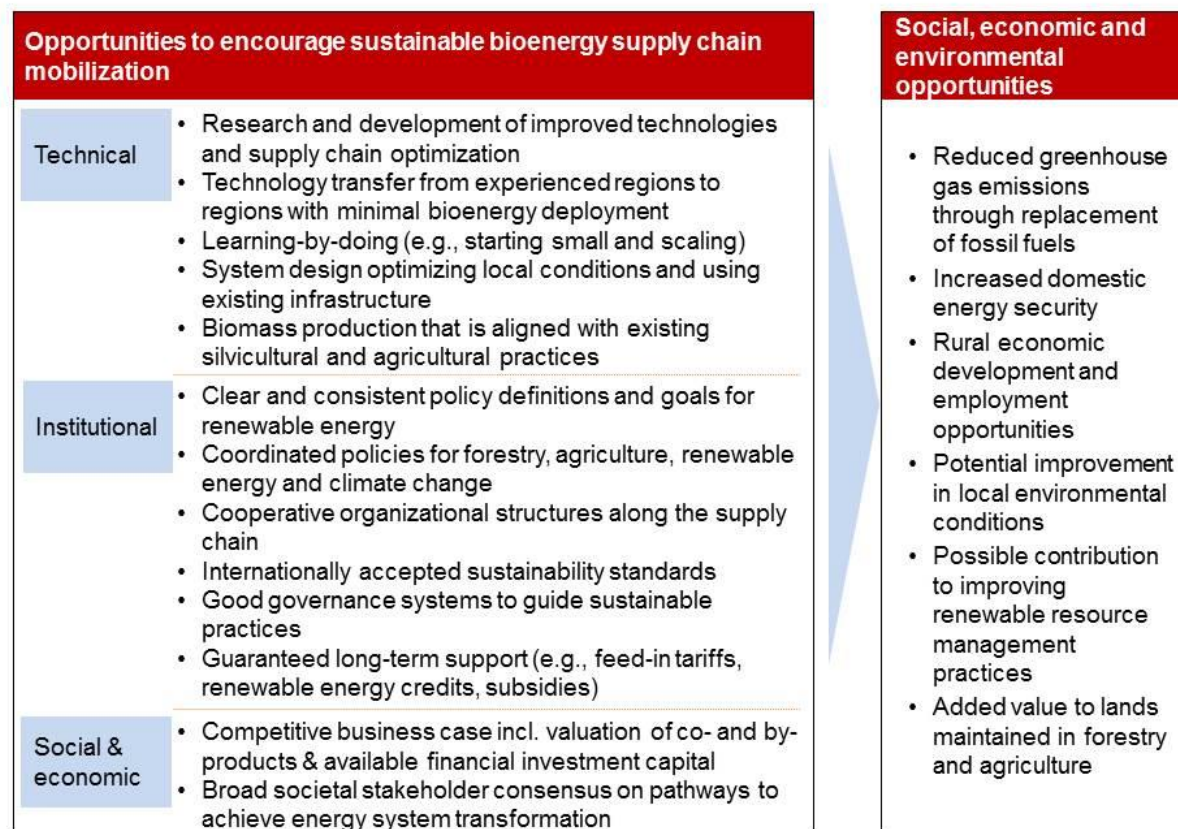 Opportunities to encourage sustainable bioenergy supply chain
mobilization
Technical
• Research and development of improved technologies
and supply chain optimization
• Technology transfer from experienced regions to
regions with minimal bioenergy deployment
• Learning-by-doing (e.g., starting small and scaling)
• System design optimizing local conditions and using
existing infrastructure
• Biomass production that is aligned with existing
silvicultural and agricultural practices
Institutional
• Clear and consistent policy definitions and goals for
renewable energy
• Coordinated policies for forestry, agriculture, renewable
energy and climate change
• Cooperative organizational structures along the supply
chain
• Internationally accepted sustainability standards
• Good governance systems to guide sustainable
practices
• Guaranteed long-term support (e.g., feed-in tariffs,
renewable energy credits, subsidies)
Social &
economic
• Competitive business case incl. valuation of co- and by-
products & available financial investment capital
• Broad societal stakeholder consensus on pathways to
achieve energy system transformation
Social, economic and
environmental
opportunities
• Reduced greenhouse
gas emissions
through replacement
of fossil fuels
• Increased domestic
energy security
• Rural economic
development and
employment
opportunities
• Potential improvement
in local environmental
conditions
• Possible contribution
to improving
renewable resource
management
practices
• Added value to lands
maintained in forestry
and agriculture